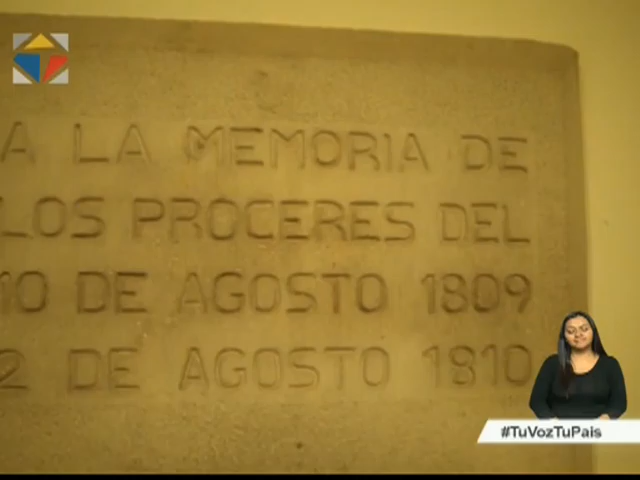 A LA MEMORIA DE
LOS PROCERES DEL
10 DE AGOSTO 1809
2 DE AGOSTO 1810
#TuVozTuPais